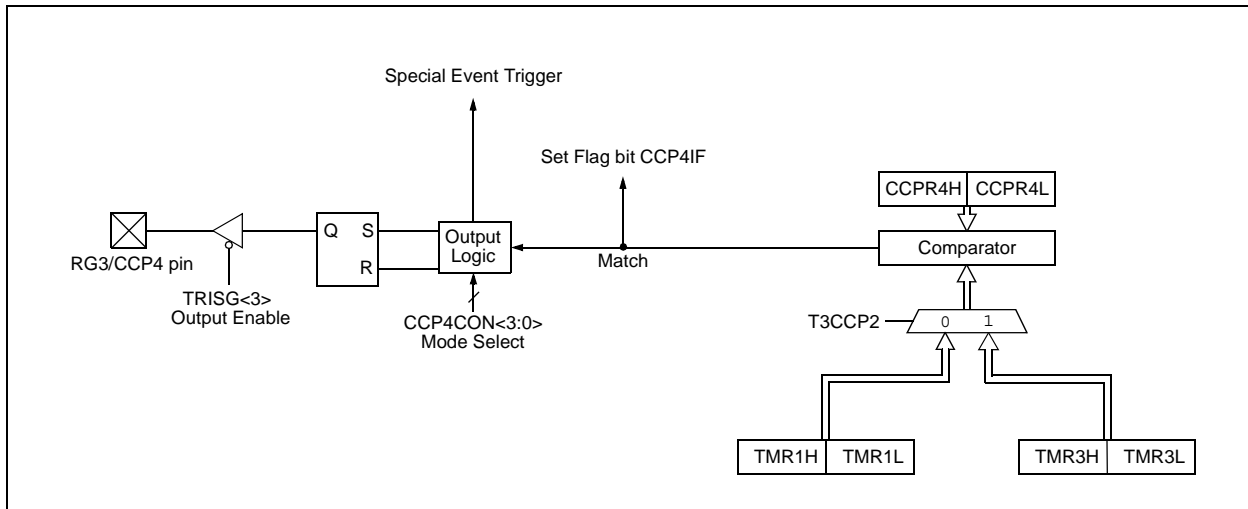 Special Event Trigger
Set Flag bit CCP4IF
CCPR4H CCPR4L
Q S
R
Output
Logic
Comparator
RG3/CCP4 pin
Match
TRISG<3>
Output Enable
CCP4CON<3:0>
Mode Select
T3CCP2
0 1
TMR1H TMR1L
TMR3H TMR3L